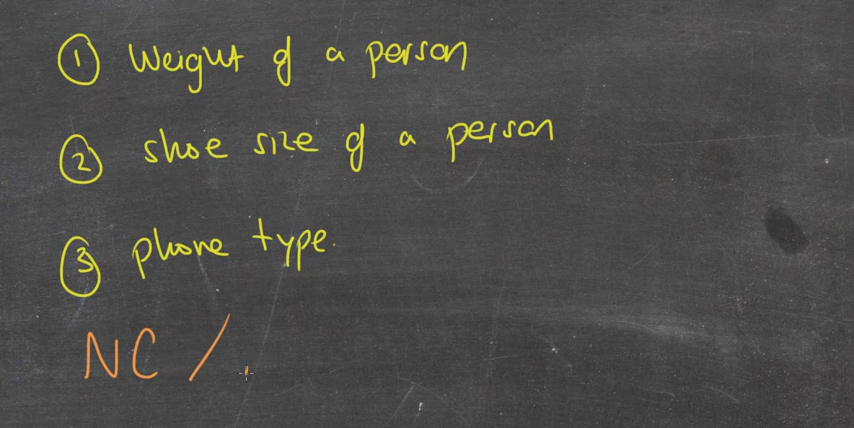 ① Weight of a person
② shoe size of a person
③ phone type.
NC /